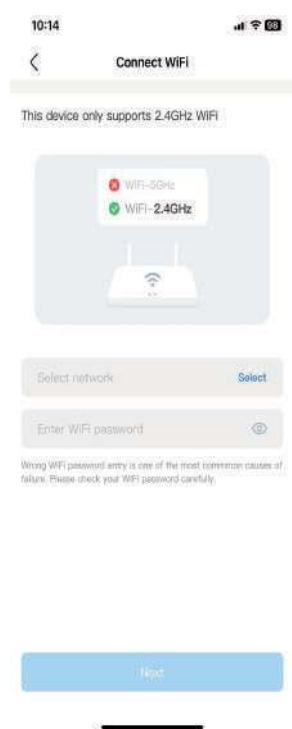 10:14
Connect WiFi
This device only supports 2.4GHz WiFi
WiFi-5GHz
WiFi-2.4GHz
Select network Select
Enter WiFi password
Wrong WiFi password entry is one of the most commmon causes of
failure. Please check your WiFi password carefully.
Next